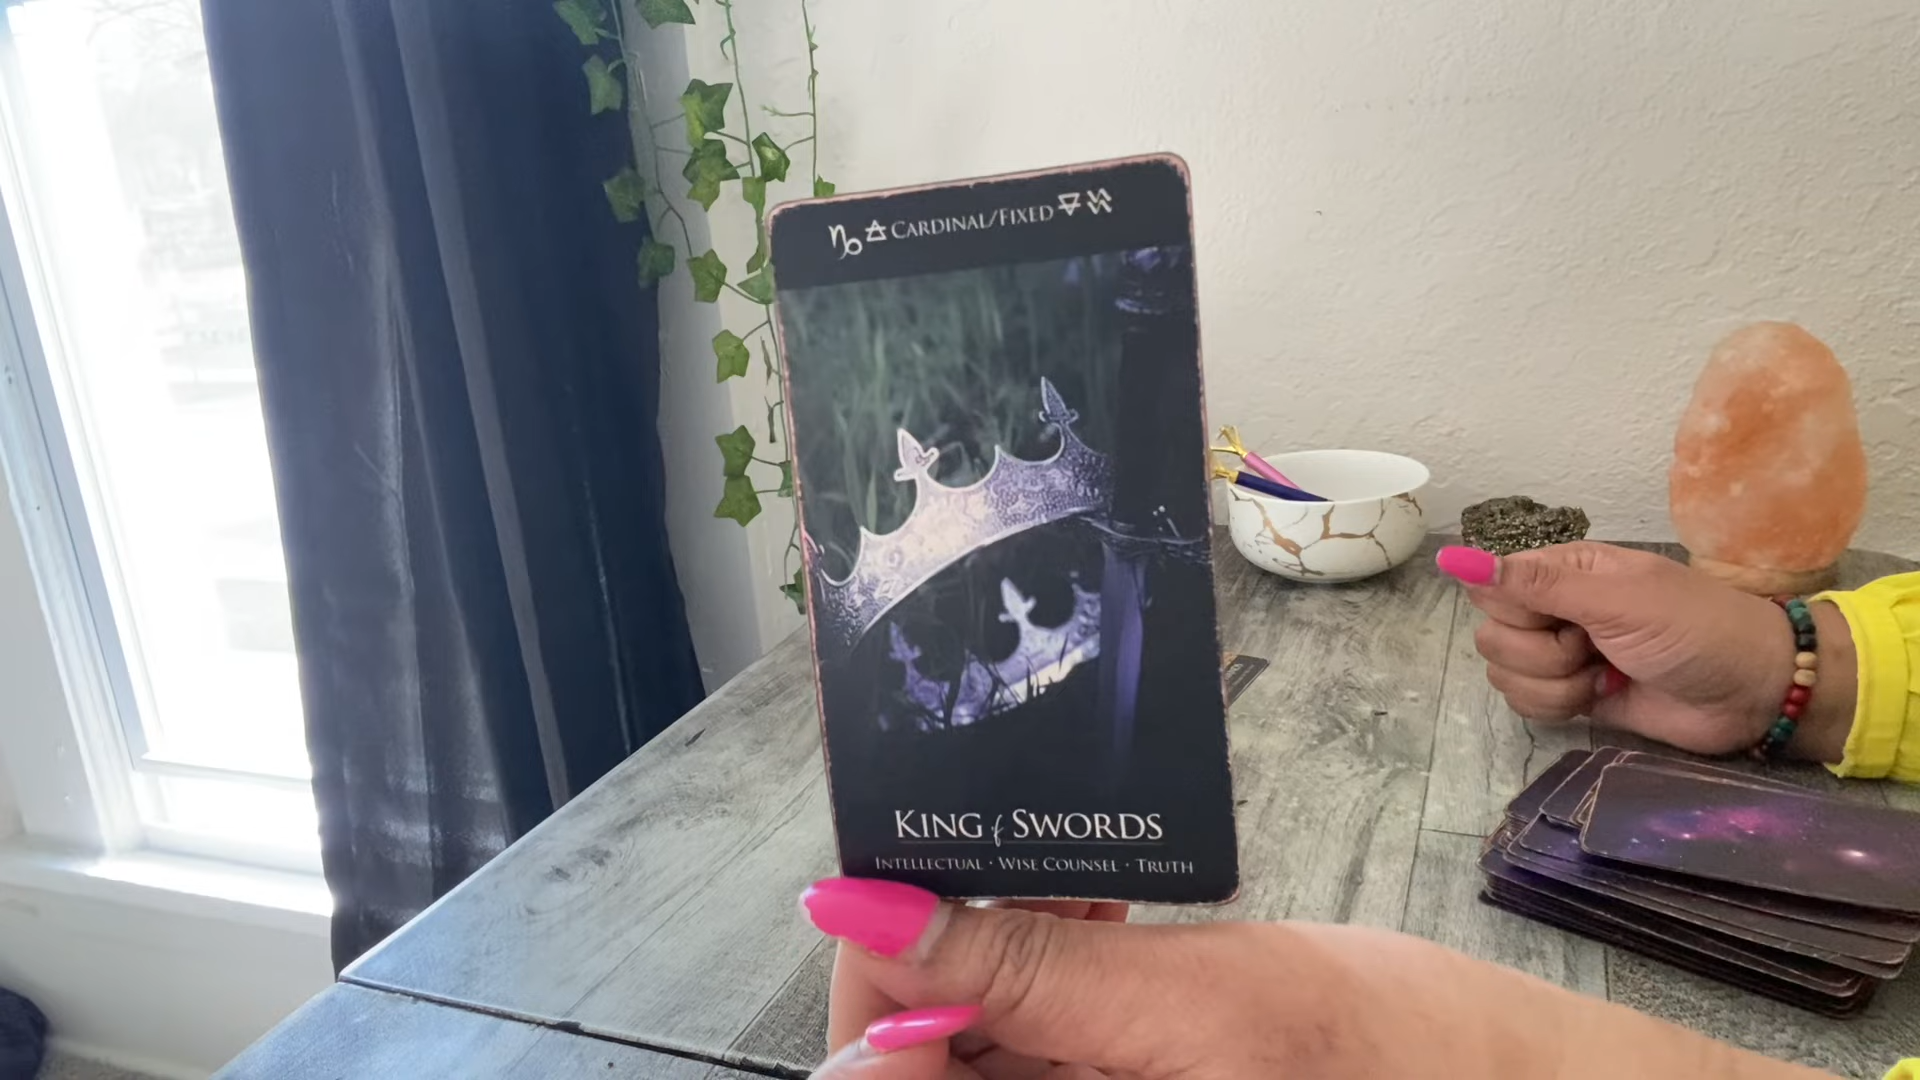 ♑ 🜁 CARDINAL/FIXED 🜃 ♒
KING of SWORDS
INTELLECTUAL · WISE COUNSEL · TRUTH